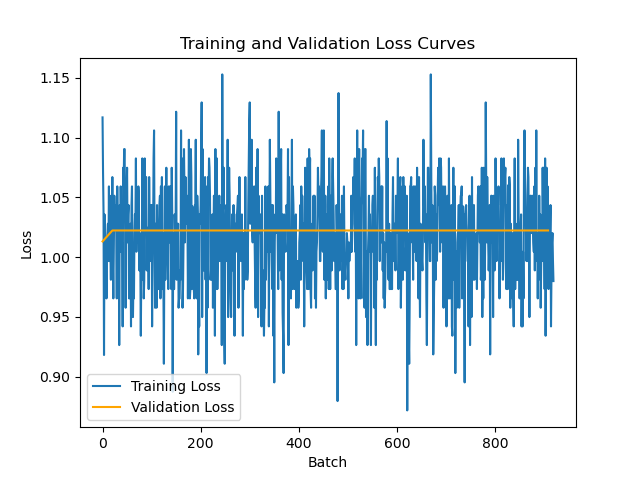 Training and Validation Loss Curves
1.15
1.10
1.05
1.00
0.95
0.90
Loss
Training Loss
Validation Loss
0
200
400
600
800
Batch